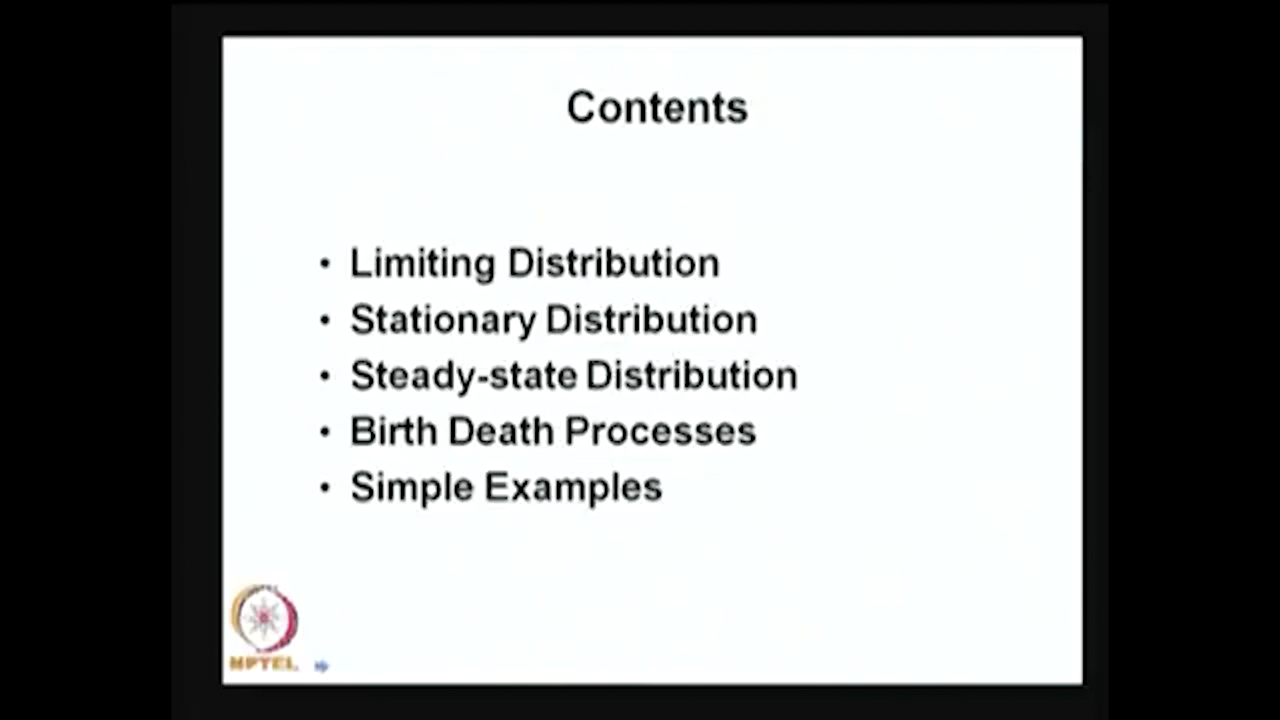 Contents
• Limiting Distribution
• Stationary Distribution
• Steady-state Distribution
• Birth Death Processes
• Simple Examples
NPTEL